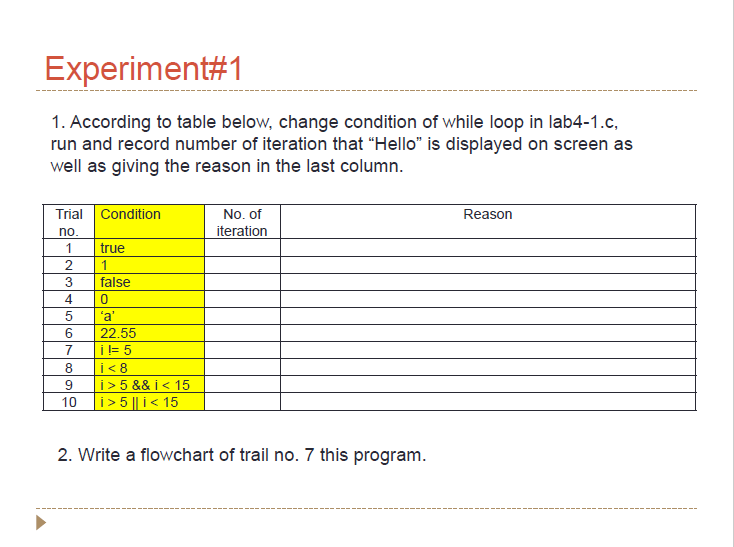 Experiment#1
1. According to table below, change condition of while loop in lab4-1.c,
run and record number of iteration that “Hello” is displayed on screen as
well as giving the reason in the last column.
Trial no. Condition No. of iteration Reason
1 true
2 1
3 false
4 0
5 ‘a’
6 22.55
7 i != 5
8 i < 8
9 i > 5 && i < 15
10 i > 5 || i < 15
2. Write a flowchart of trail no. 7 this program.